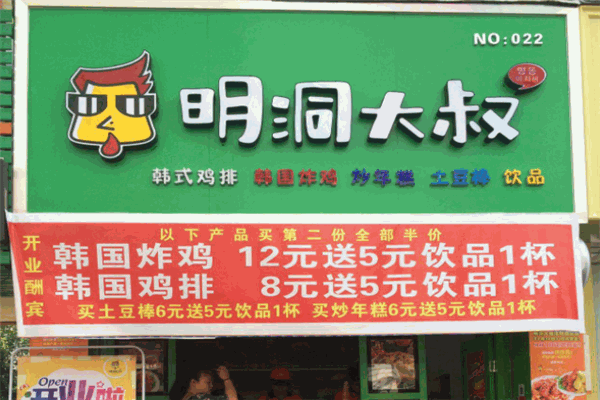 NO:022
明洞大叔
韩式鸡排 韩国炸鸡 炒年糕 土豆棒 饮品
开业酬宾
以下产品买第二份全部半价
韩国炸鸡 12元送5元饮品1杯
韩国鸡排 8元送5元饮品1杯
买土豆棒6元送5元饮品1杯 买炒年糕6元送5元饮品1杯
Open
开业啦